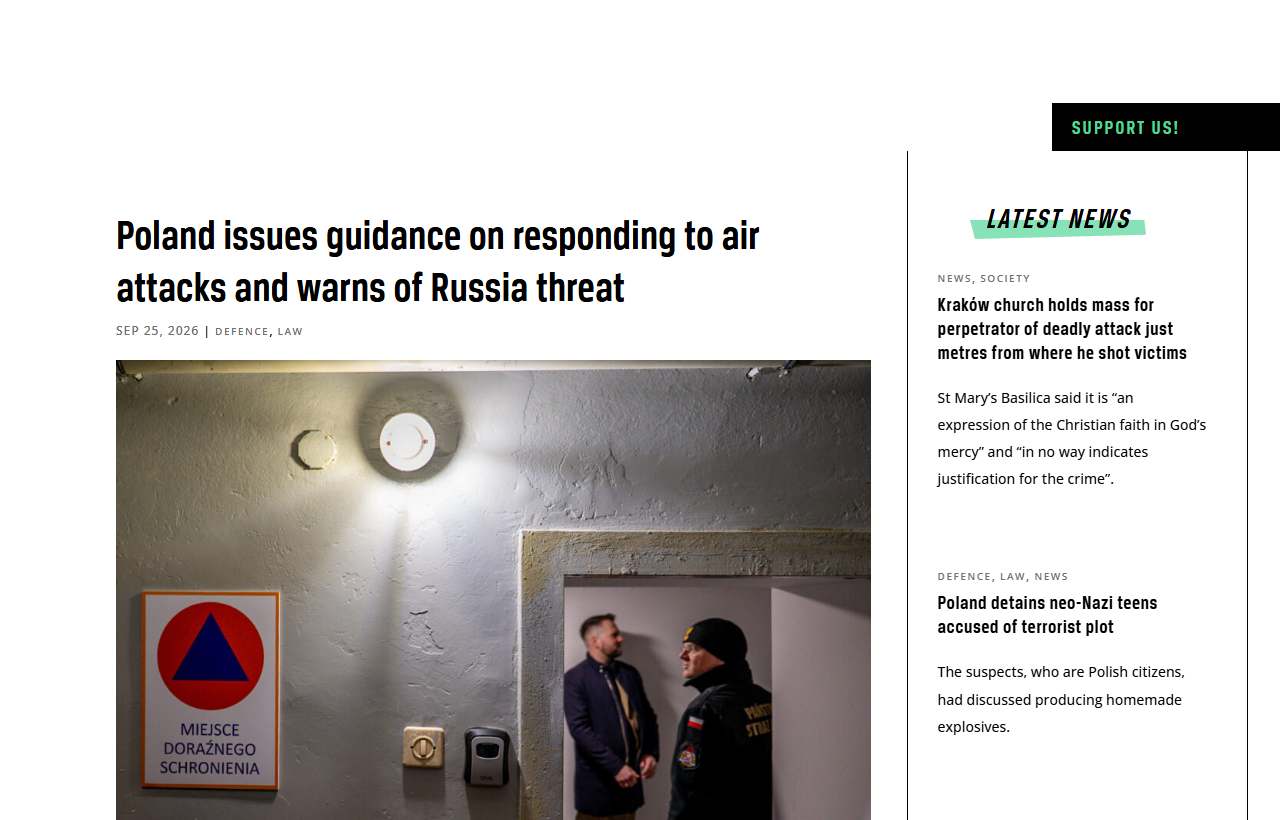 SUPPORT US!
Poland issues guidance on responding to air
attacks and warns of Russia threat
SEP 25, 2026 | DEFENCE, LAW
MIEJSCE
DORAŹNEGO
SCHRONIENIA
LATEST NEWS
NEWS, SOCIETY
Kraków church holds mass for
perpetrator of deadly attack just
metres from where he shot victims
St Mary’s Basilica said it is “an
expression of the Christian faith in God’s
mercy” and “in no way indicates
justification for the crime”.
DEFENCE, LAW, NEWS
Poland detains neo-Nazi teens
accused of terrorist plot
The suspects, who are Polish citizens,
had discussed producing homemade
explosives.